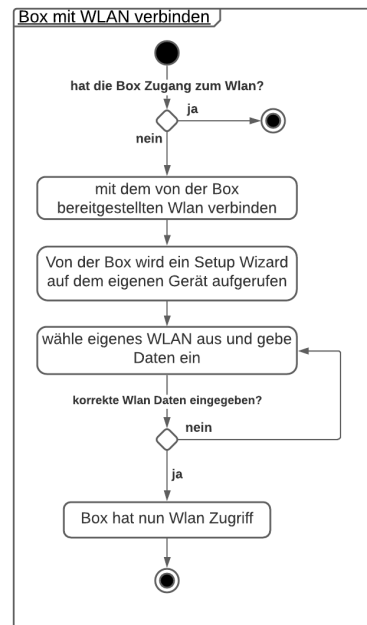 Box mit WLAN verbinden
hat die Box Zugang zum Wlan?
ja
nein
mit dem von der Box
bereitgestellten Wlan verbinden
Von der Box wird ein Setup Wizard
auf dem eigenen Gerät aufgerufen
wähle eigenes WLAN aus und gebe
Daten ein
korrekte Wlan Daten eingegeben?
nein
ja
Box hat nun Wlan Zugriff